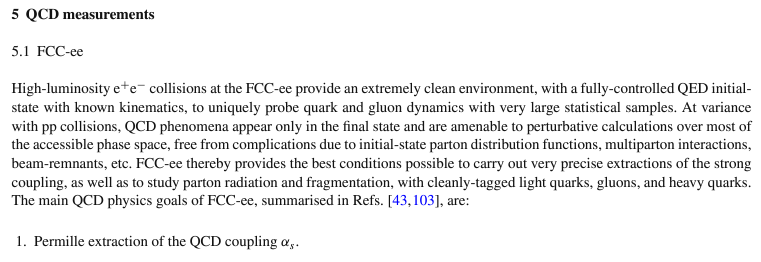 5 QCD measurements
5.1 FCC-ee
High-luminosity e⁺e⁻ collisions at the FCC-ee provide an extremely clean environment, with a fully-controlled QED initial-
state with known kinematics, to uniquely probe quark and gluon dynamics with very large statistical samples. At variance
with pp collisions, QCD phenomena appear only in the final state and are amenable to perturbative calculations over most of
the accessible phase space, free from complications due to initial-state parton distribution functions, multiparton interactions,
beam-remnants, etc. FCC-ee thereby provides the best conditions possible to carry out very precise extractions of the strong
coupling, as well as to study parton radiation and fragmentation, with cleanly-tagged light quarks, gluons, and heavy quarks.
The main QCD physics goals of FCC-ee, summarised in Refs. [43,103], are:
1. Permille extraction of the QCD coupling αₛ.